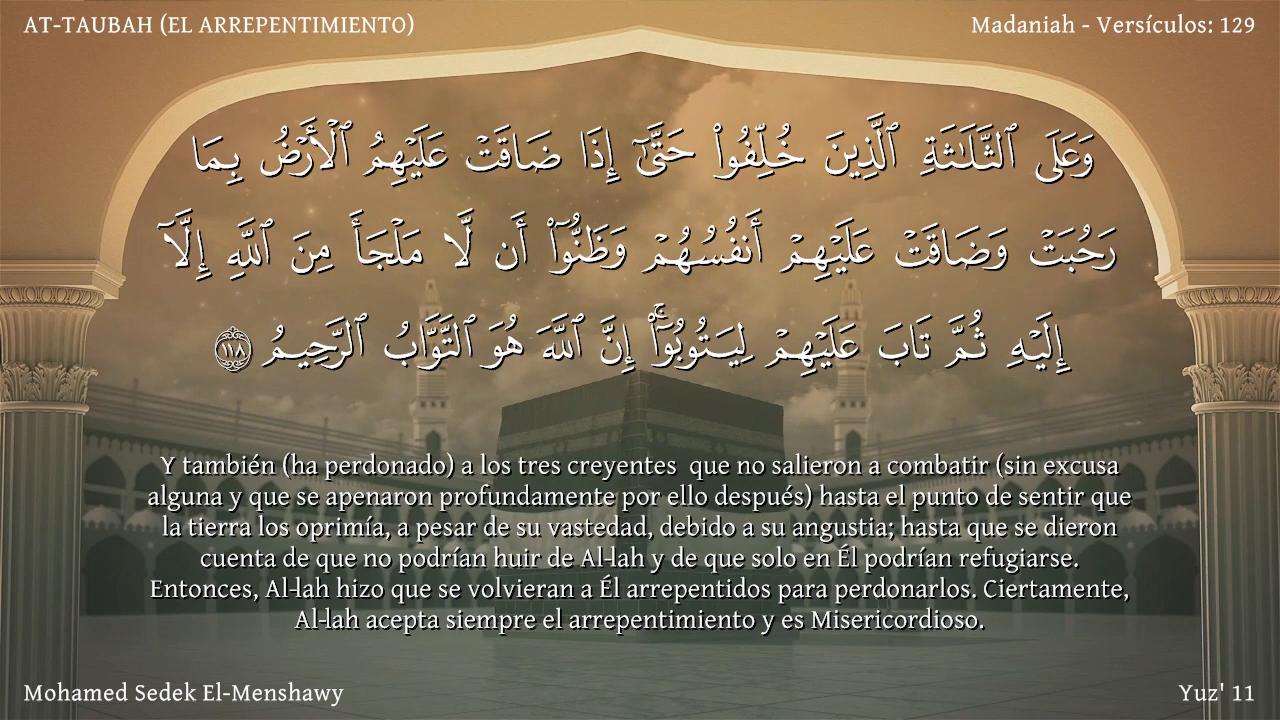 AT-TAUBAH (EL ARREPENTIMIENTO)
Madaniah - Versículos: 129
وَعَلَى ٱلثَّلَـٰثَةِ ٱلَّذِينَ خُلِّفُوا۟ حَتَّىٰٓ إِذَا ضَاقَتْ عَلَيْهِمُ ٱلْأَرْضُ بِمَا
رَحُبَتْ وَضَاقَتْ عَلَيْهِمْ أَنفُسُهُمْ وَظَنُّوٓا۟ أَن لَّا مَلْجَأَ مِنَ ٱللَّهِ إِلَّآ
إِلَيْهِ ثُمَّ تَابَ عَلَيْهِمْ لِيَتُوبُوٓا۟ ۚ إِنَّ ٱللَّهَ هُوَ ٱلتَّوَّابُ ٱلرَّحِيمُ ١١٨
Y también (ha perdonado) a los tres creyentes que no salieron a combatir (sin excusa
alguna y que se apenaron profundamente por ello después) hasta el punto de sentir que
la tierra los oprimía, a pesar de su vastedad, debido a su angustia; hasta que se dieron
cuenta de que no podrían huir de Al-lah y de que solo en Él podrían refugiarse.
Entonces, Al-lah hizo que se volvieran a Él arrepentidos para perdonarlos. Ciertamente,
Al-lah acepta siempre el arrepentimiento y es Misericordioso.
Mohamed Sedek El-Menshawy
Yuz' 11